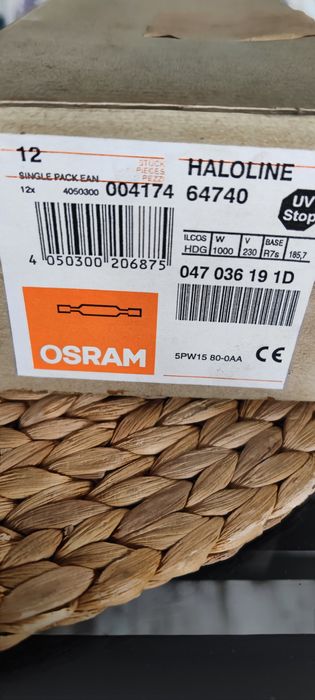 12
STÜCK
PIECES
PEZZI
HALOLINE
SINGLE PACK EAN
12x 4050300 004174
64740
UV
Stop
4 050300 206875
ILCOS W V BASE
HDG 1000 230 R7s 185,7
047 036 19 1D
OSRAM
5PW15 80-0AA CE